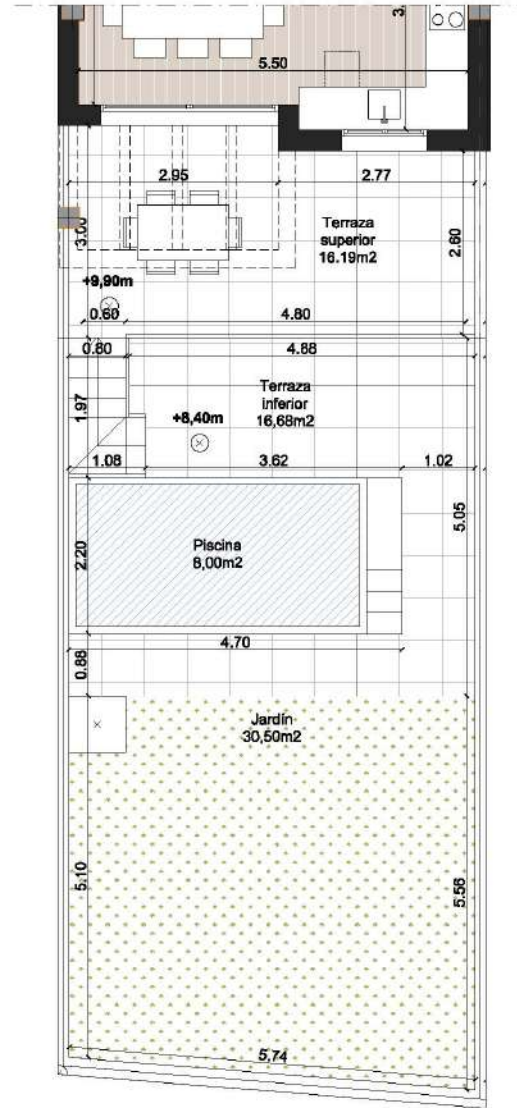 5.50
2.95
2.77
3.00
Terraza
superior
16.19m2
2.60
+9,90m
0.60
4.80
0.80
4.88
Terraza
inferior
16,68m2
1.97
+8,40m
1.08
3.62
1.02
5.05
Piscina
8,00m2
2.20
4.70
0.88
Jardín
30,50m2
5.10
5.56
5,74